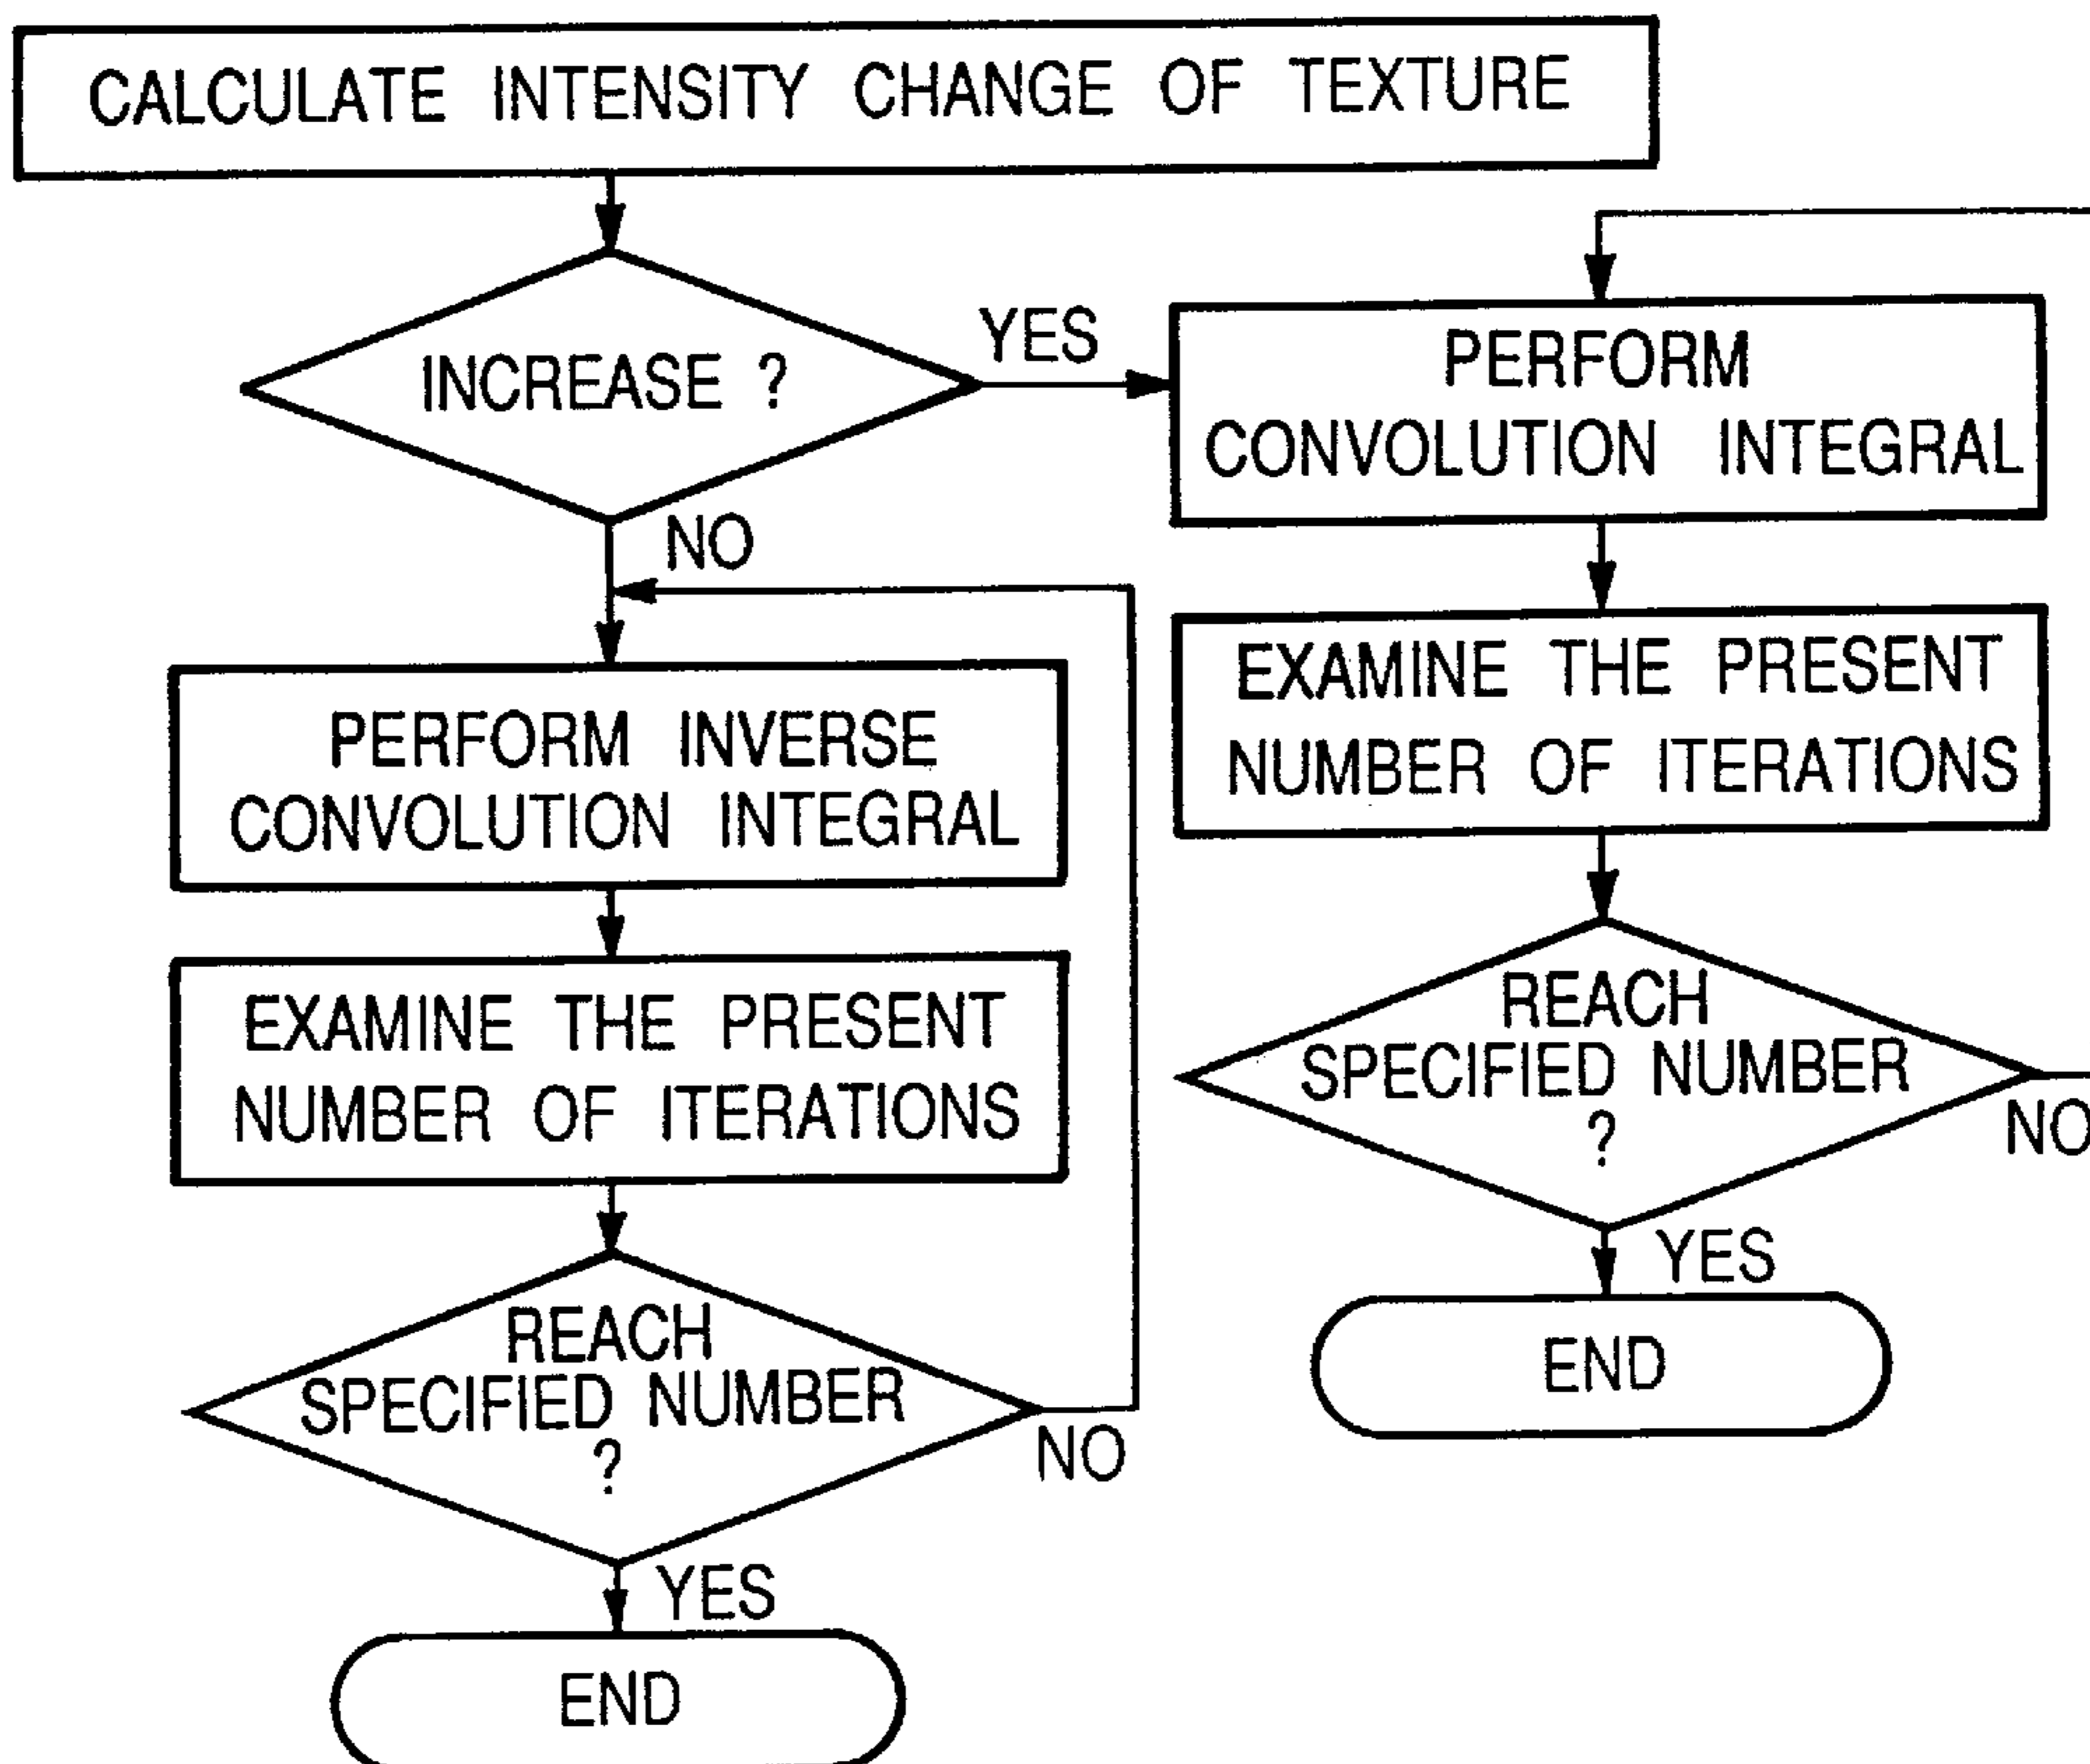 CALCULATE INTENSITY CHANGE OF TEXTURE
INCREASE ?
YES
NO
PERFORM INVERSE
CONVOLUTION INTEGRAL
EXAMINE THE PRESENT
NUMBER OF ITERATIONS
REACH
SPECIFIED NUMBER
?
NO
YES
END
PERFORM
CONVOLUTION INTEGRAL
EXAMINE THE PRESENT
NUMBER OF ITERATIONS
REACH
SPECIFIED NUMBER
?
NO
YES
END